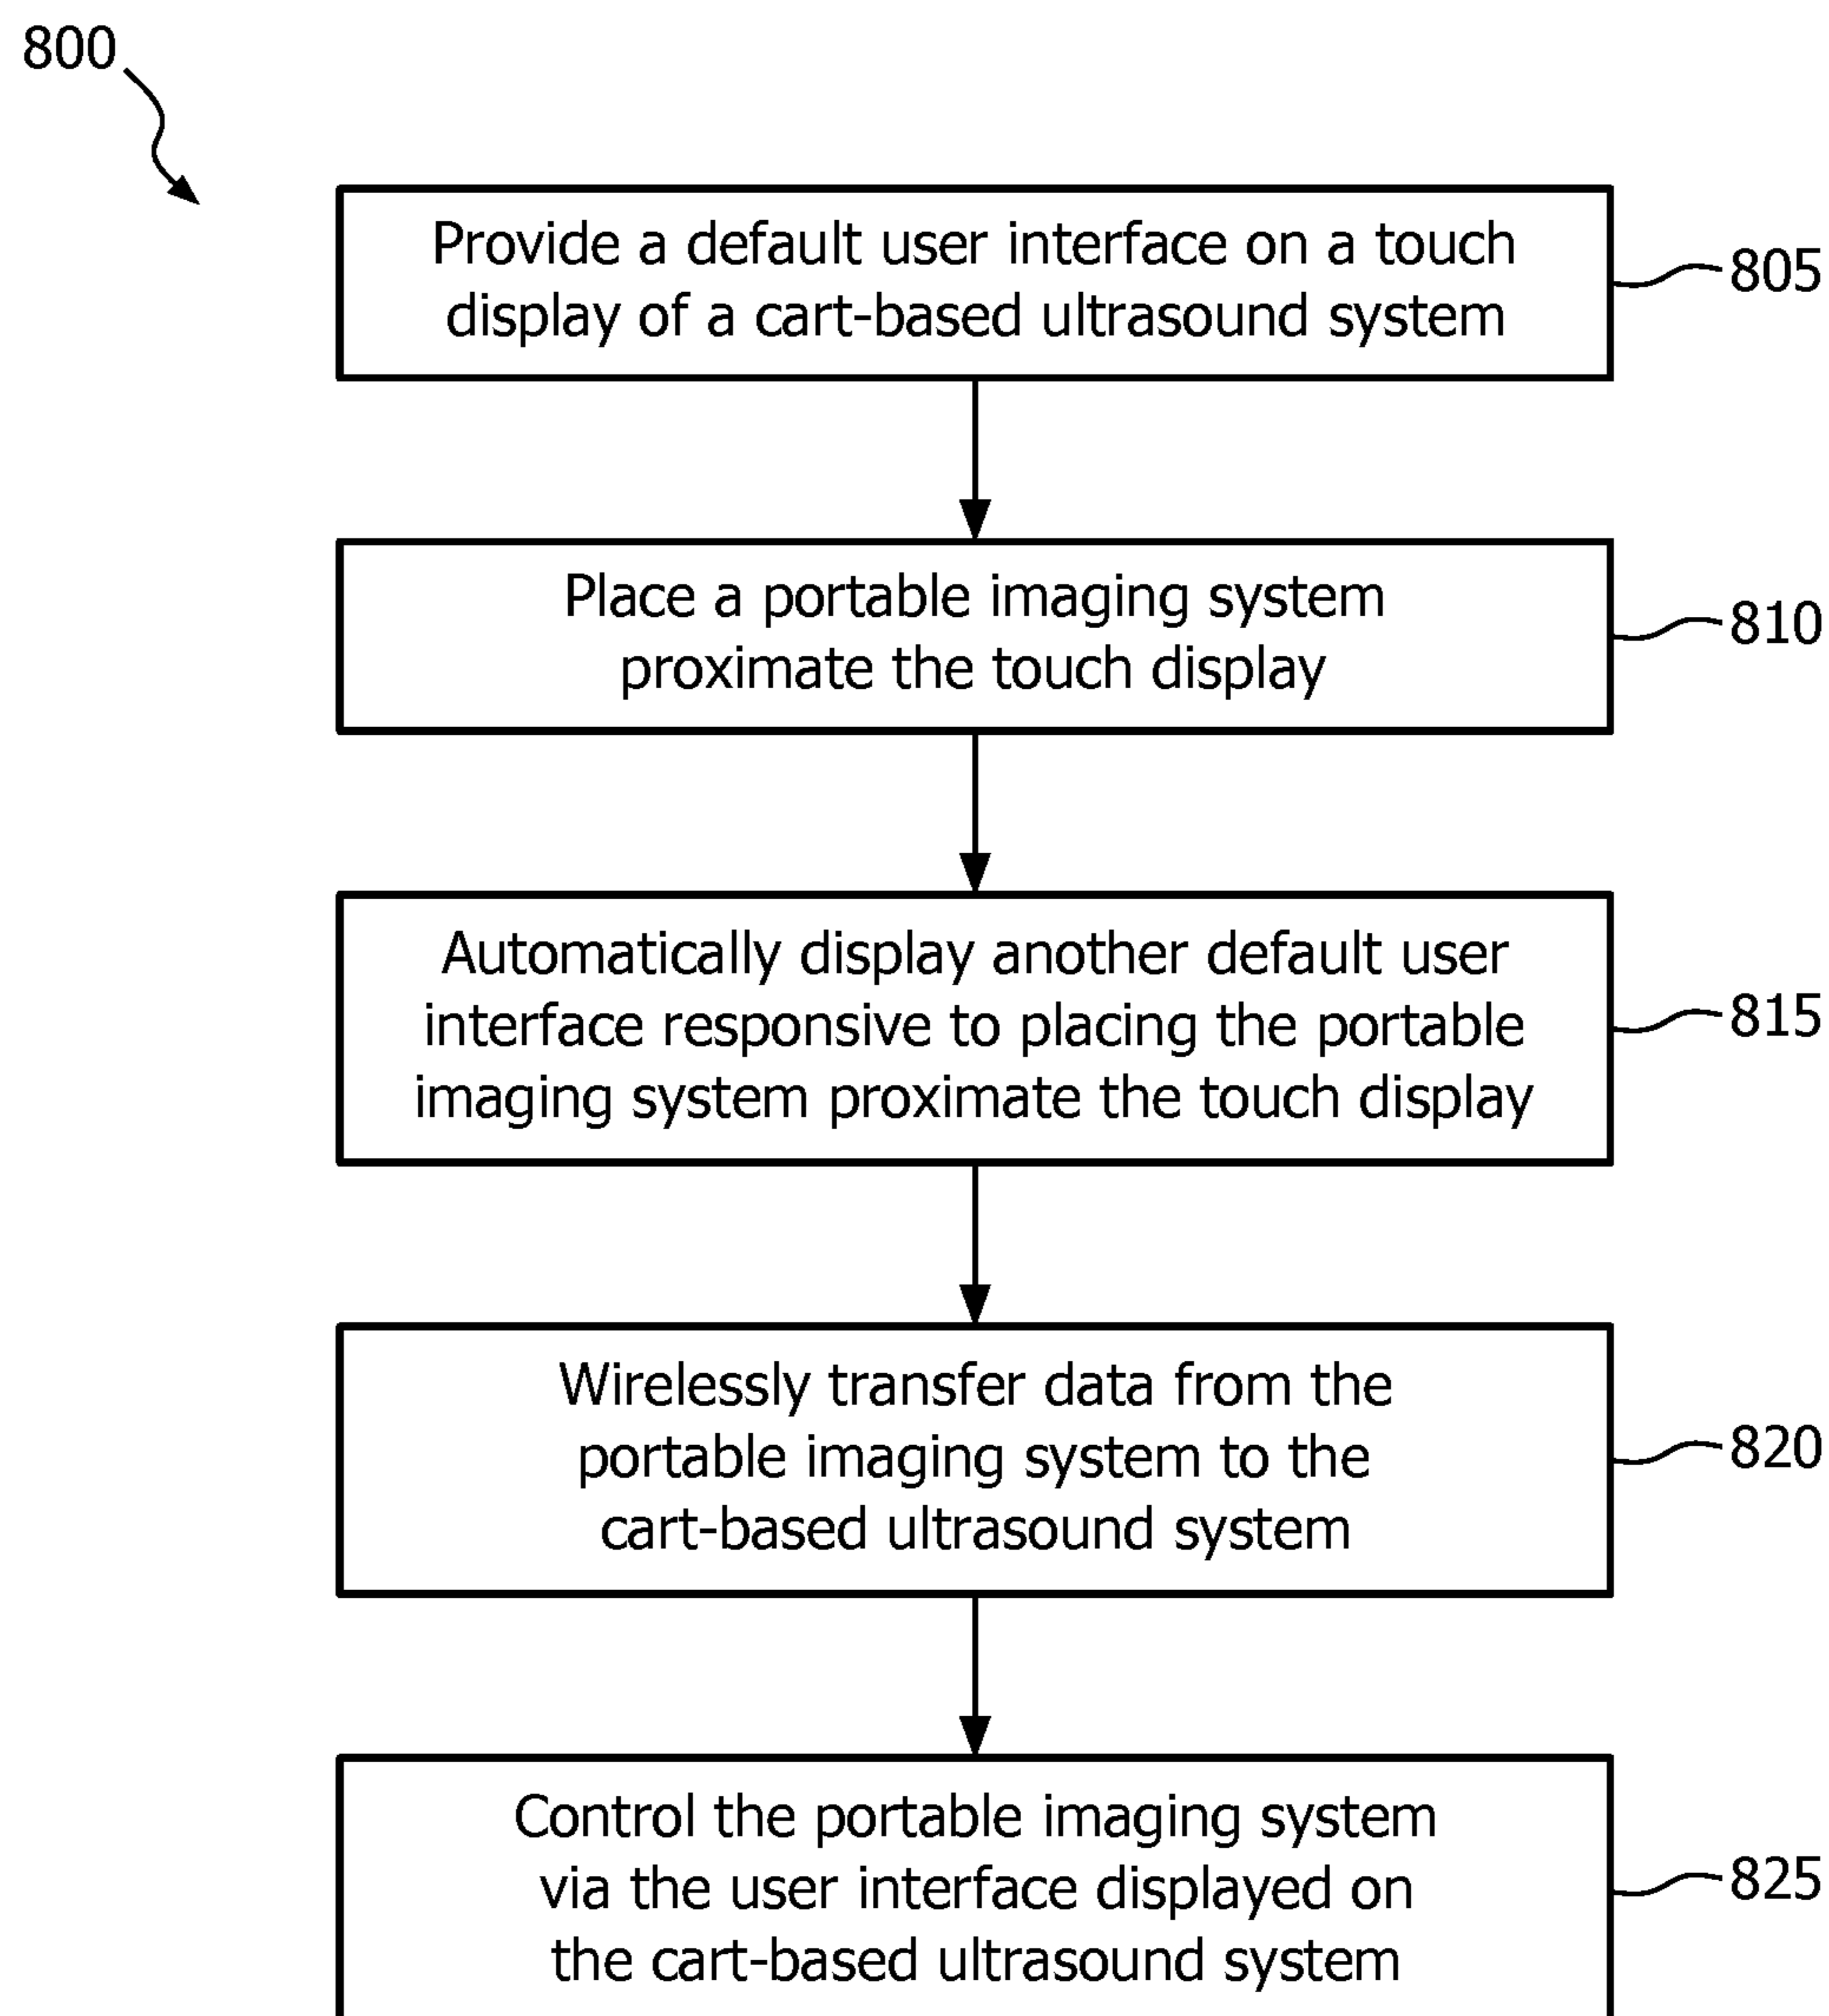 800
Provide a default user interface on a touch
display of a cart-based ultrasound system
805
Place a portable imaging system
proximate the touch display
810
Automatically display another default user
interface responsive to placing the portable
imaging system proximate the touch display
815
Wirelessly transfer data from the
portable imaging system to the
cart-based ultrasound system
820
Control the portable imaging system
via the user interface displayed on
the cart-based ultrasound system
825